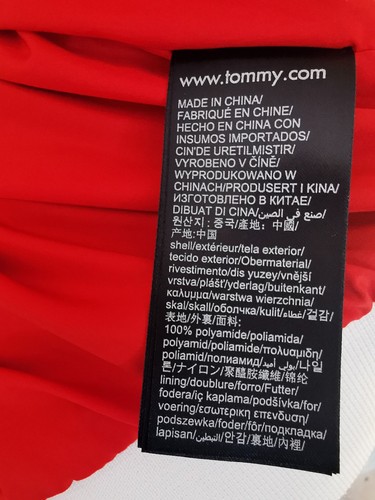 www.tommy.com
MADE IN CHINA/
FABRIQUÉ EN CHINE/
HECHO EN CHINA CON
INSUMOS IMPORTADOS/
CIN'DE URETILMISTIR/
VYROBENO V ČÍNĚ/
WYPRODUKOWANO W
CHINACH/PRODUSERT I KINA/
ИЗГОТОВЛЕНО В КИТАЕ/
DIBUAT DI CINA/صنع في الصين/
원산지: 중국/產地: 中國/
产地:中国
shell/extérieur/tela exterior/
tecido exterior/Obermaterial/
rivestimento/dis yuzey/vnější
vrstva/plášť/yderlag/buitenkant/
καλυμμα/warstwa wierzchnia/
skal/skall/оболочка/kulit/غطاء/겉감/
表地/外裏/面料:
100% polyamide/poliamida/
polyamid/poliammide/πολυαμιδη/
poliamid/полиамид/بولي أميد/나일
론/ナイロン/聚醯胺纖維/锦纶
lining/doublure/forro/Futter/
fodera/iç kaplama/podšívka/for/
voering/εσωτερικη επενδυση/
podszewka/foder/fôr/подкладка/
lapisan/التبطين/안감/裏地/內裡/